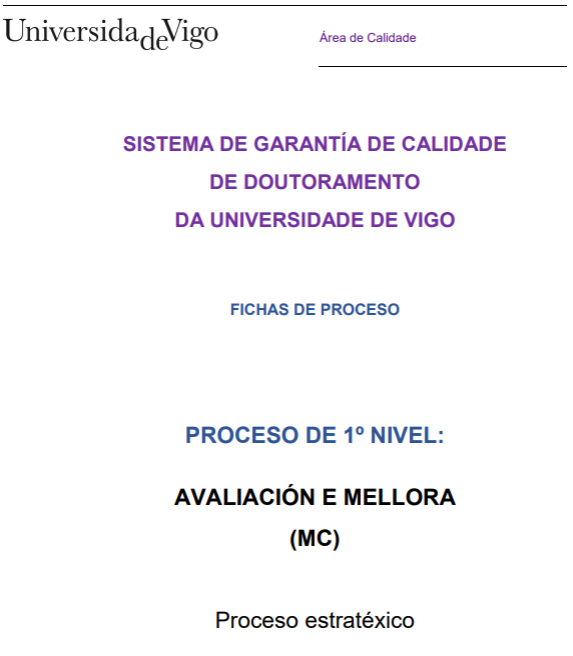 UniversidadeVigo
Área de Calidade
SISTEMA DE GARANTÍA DE CALIDADE
DE DOUTORAMENTO
DA UNIVERSIDADE DE VIGO
FICHAS DE PROCESO
PROCESO DE 1º NIVEL:
AVALIACIÓN E MELLORA
(MC)
Proceso estratéxico